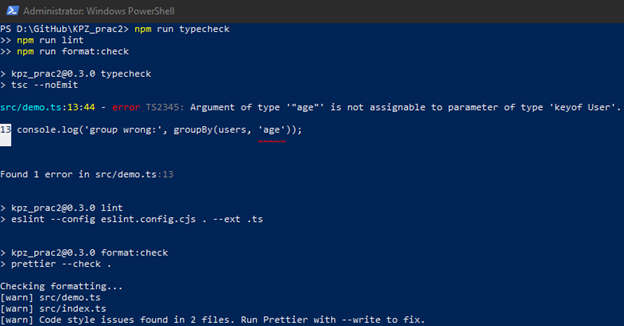 Administrator: Windows PowerShell
PS D:\GitHub\KPZ_prac2> npm run typecheck
>> npm run lint
>> npm run format:check
> kpz_prac2@0.3.0 typecheck
> tsc --noEmit
src/demo.ts:13:44 - error TS2345: Argument of type '"age"' is not assignable to parameter of type 'keyof User'.
13 console.log('group wrong:', groupBy(users, 'age'));
Found 1 error in src/demo.ts:13
> kpz_prac2@0.3.0 lint
> eslint --config eslint.config.cjs . --ext .ts
> kpz_prac2@0.3.0 format:check
> prettier --check .
Checking formatting...
[warn] src/demo.ts
[warn] src/index.ts
[warn] Code style issues found in 2 files. Run Prettier with --write to fix.